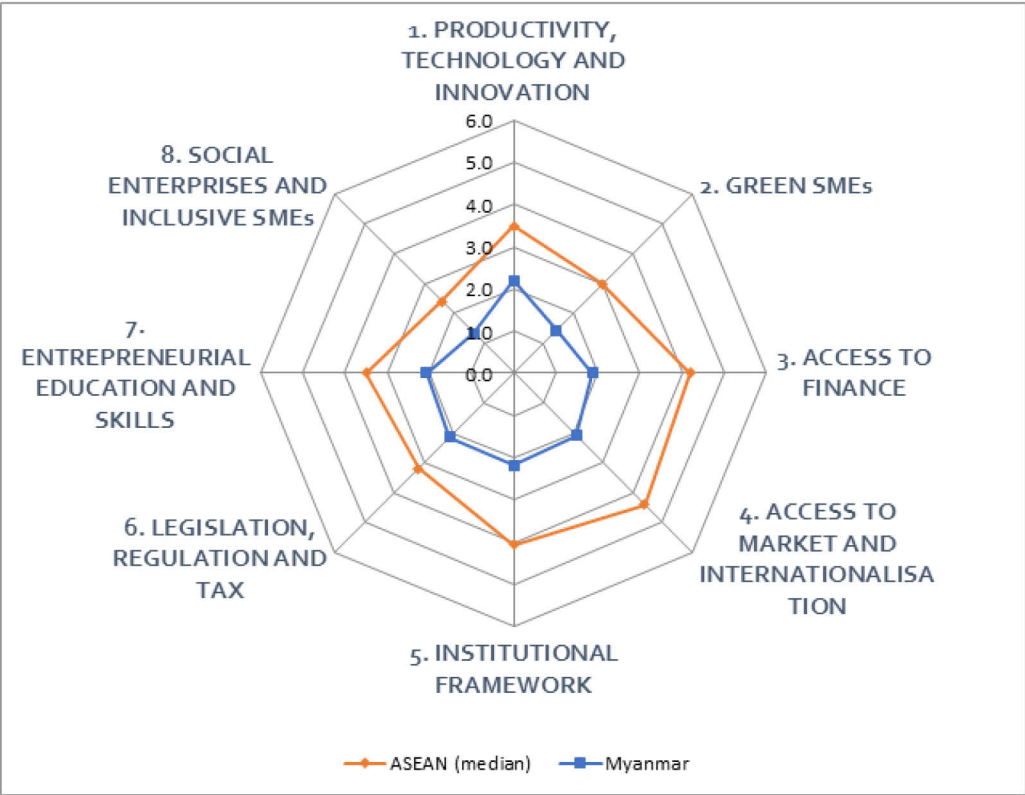 1. PRODUCTIVITY,
TECHNOLOGY AND
INNOVATION
6.0
5.0
4.0
3.0
2.0
1.0
0.0
2. GREEN SMEs
3. ACCESS TO
FINANCE
4. ACCESS TO
MARKET AND
INTERNATIONALISA
TION
5. INSTITUTIONAL
FRAMEWORK
6. LEGISLATION,
REGULATION AND
TAX
7.
ENTREPRENEURIAL
EDUCATION AND
SKILLS
8. SOCIAL
ENTERPRISES AND
INCLUSIVE SMEs
ASEAN (median)
Myanmar